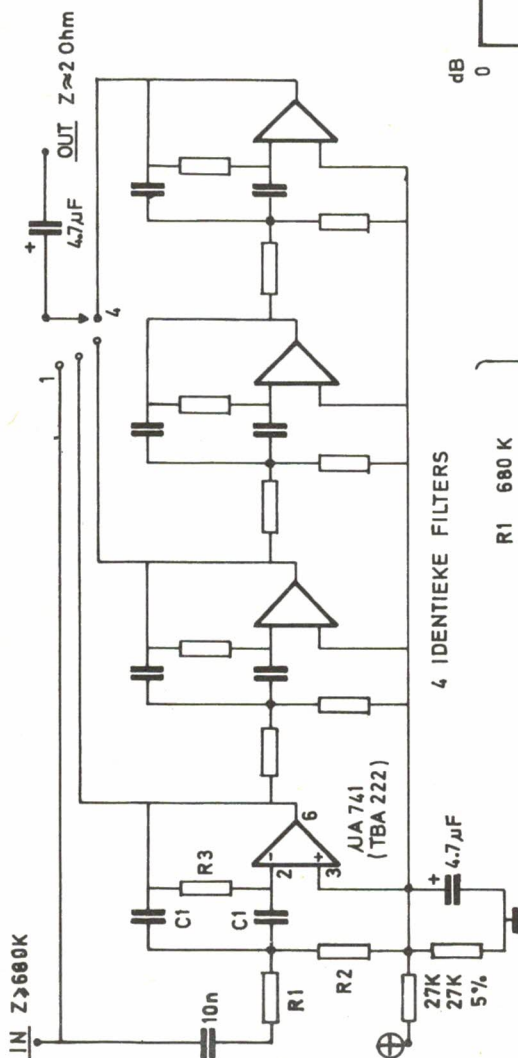 IN Z≥680K
10n
R1
R2
C1
C1
R3
2
-
3
+
6
µA 741
(TBA 222)
27K
27K
5%
+
4.7µF
4 IDENTIEKE FILTERS
1
4
+
4.7µF
OUT Z≈2 Ohm
R1 680 K
dB
0